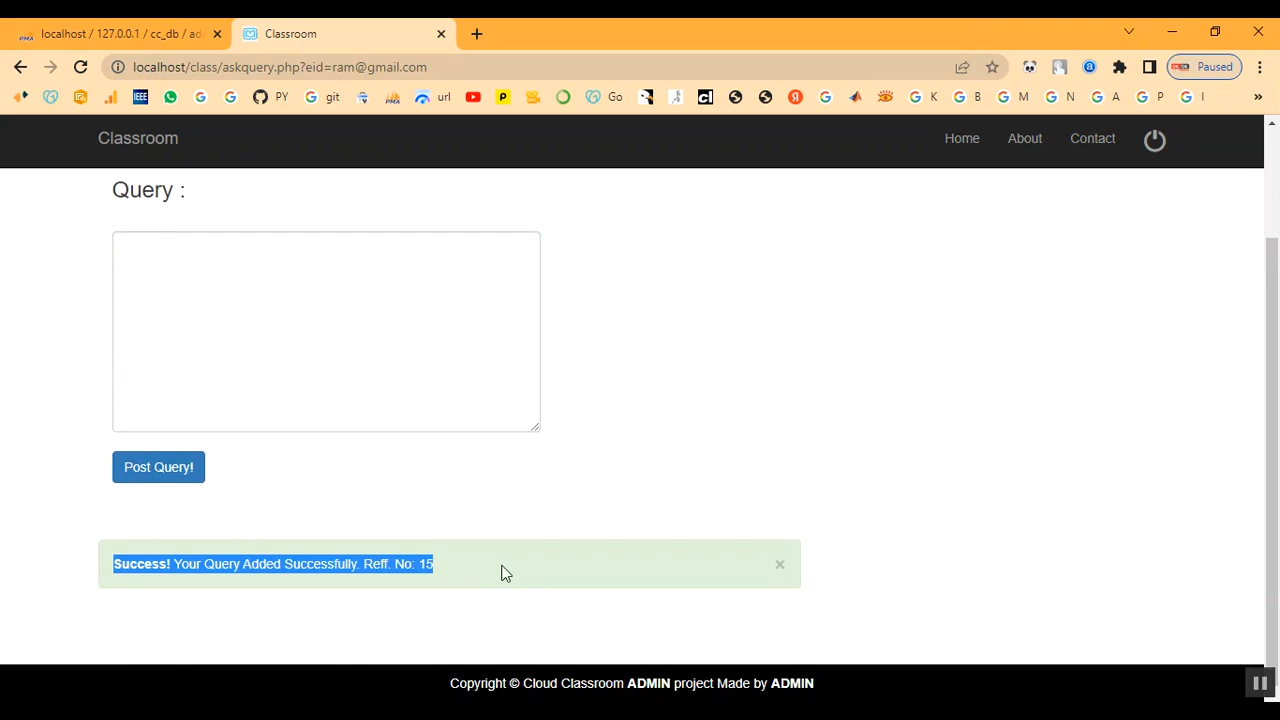 localhost / 127.0.0.1 / cc_db / ad
Classroom
localhost/class/askquery.php?eid=ram@gmail.com
Paused
IEEE PY git PMA url Go K B M N A P I »
Classroom Home About Contact
Query :
Post Query!
Success! Your Query Added Successfully. Reff. No: 15 ×
Copyright © Cloud Classroom ADMIN project Made by ADMIN